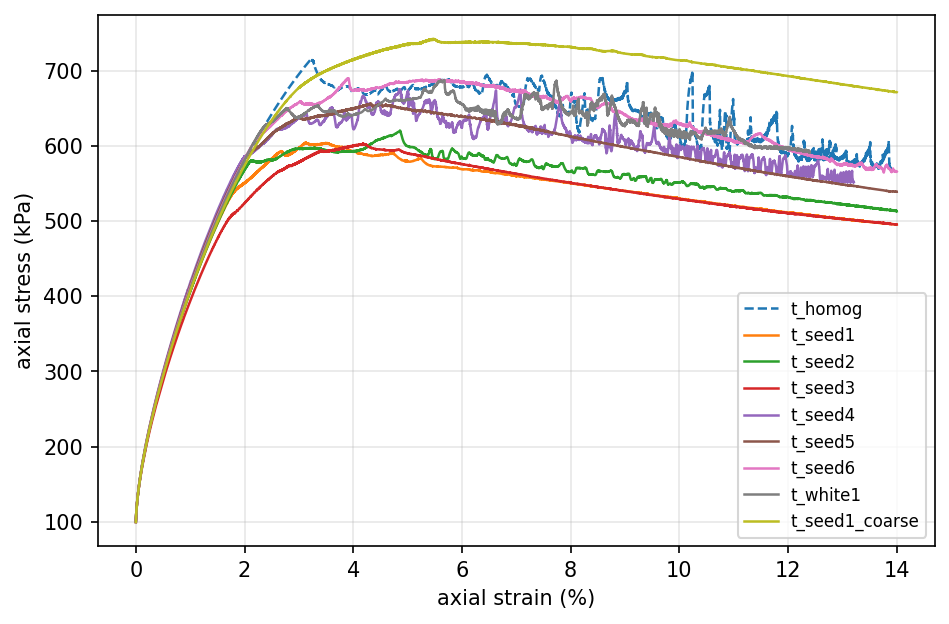 700
600
500
400
300
200
100
axial stress (kPa)
0 2 4 6 8 10 12 14
axial strain (%)
t_homog
t_seed1
t_seed2
t_seed3
t_seed4
t_seed5
t_seed6
t_white1
t_seed1_coarse